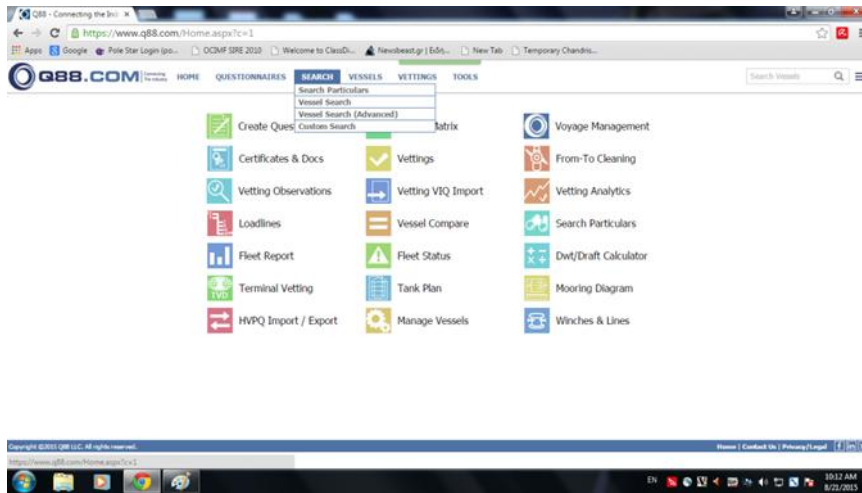 Q88 - Connecting the Ind
https://www.q88.com/Home.aspx?c=1
Apps Google Pole Star Login (po... OCIMF SIRE 2010 Welcome to ClassDi... Newsbeast.gr | Ειδή... New Tab Temporary Chandris...
Q88.COM HOME QUESTIONNAIRES SEARCH VESSELS VETTINGS TOOLS Search Vessels
Search Particulars
Vessel Search
Vessel Search (Advanced)
Custom Search
Create Ques Matrix Voyage Management
Certificates & Docs Vettings From-To Cleaning
Vetting Observations Vetting VIQ Import Vetting Analytics
Loadlines Vessel Compare Search Particulars
Fleet Report Fleet Status Dwt/Draft Calculator
TVD Terminal Vetting Tank Plan Mooring Diagram
HVPQ Import / Export Manage Vessels Winches & Lines
Copyright ©2015 Q88 LLC. All rights reserved. Home | Contact Us | Privacy/Legal
https://www.q88.com/Home.aspx?c=1
EN 10:12 AM
8/21/2015